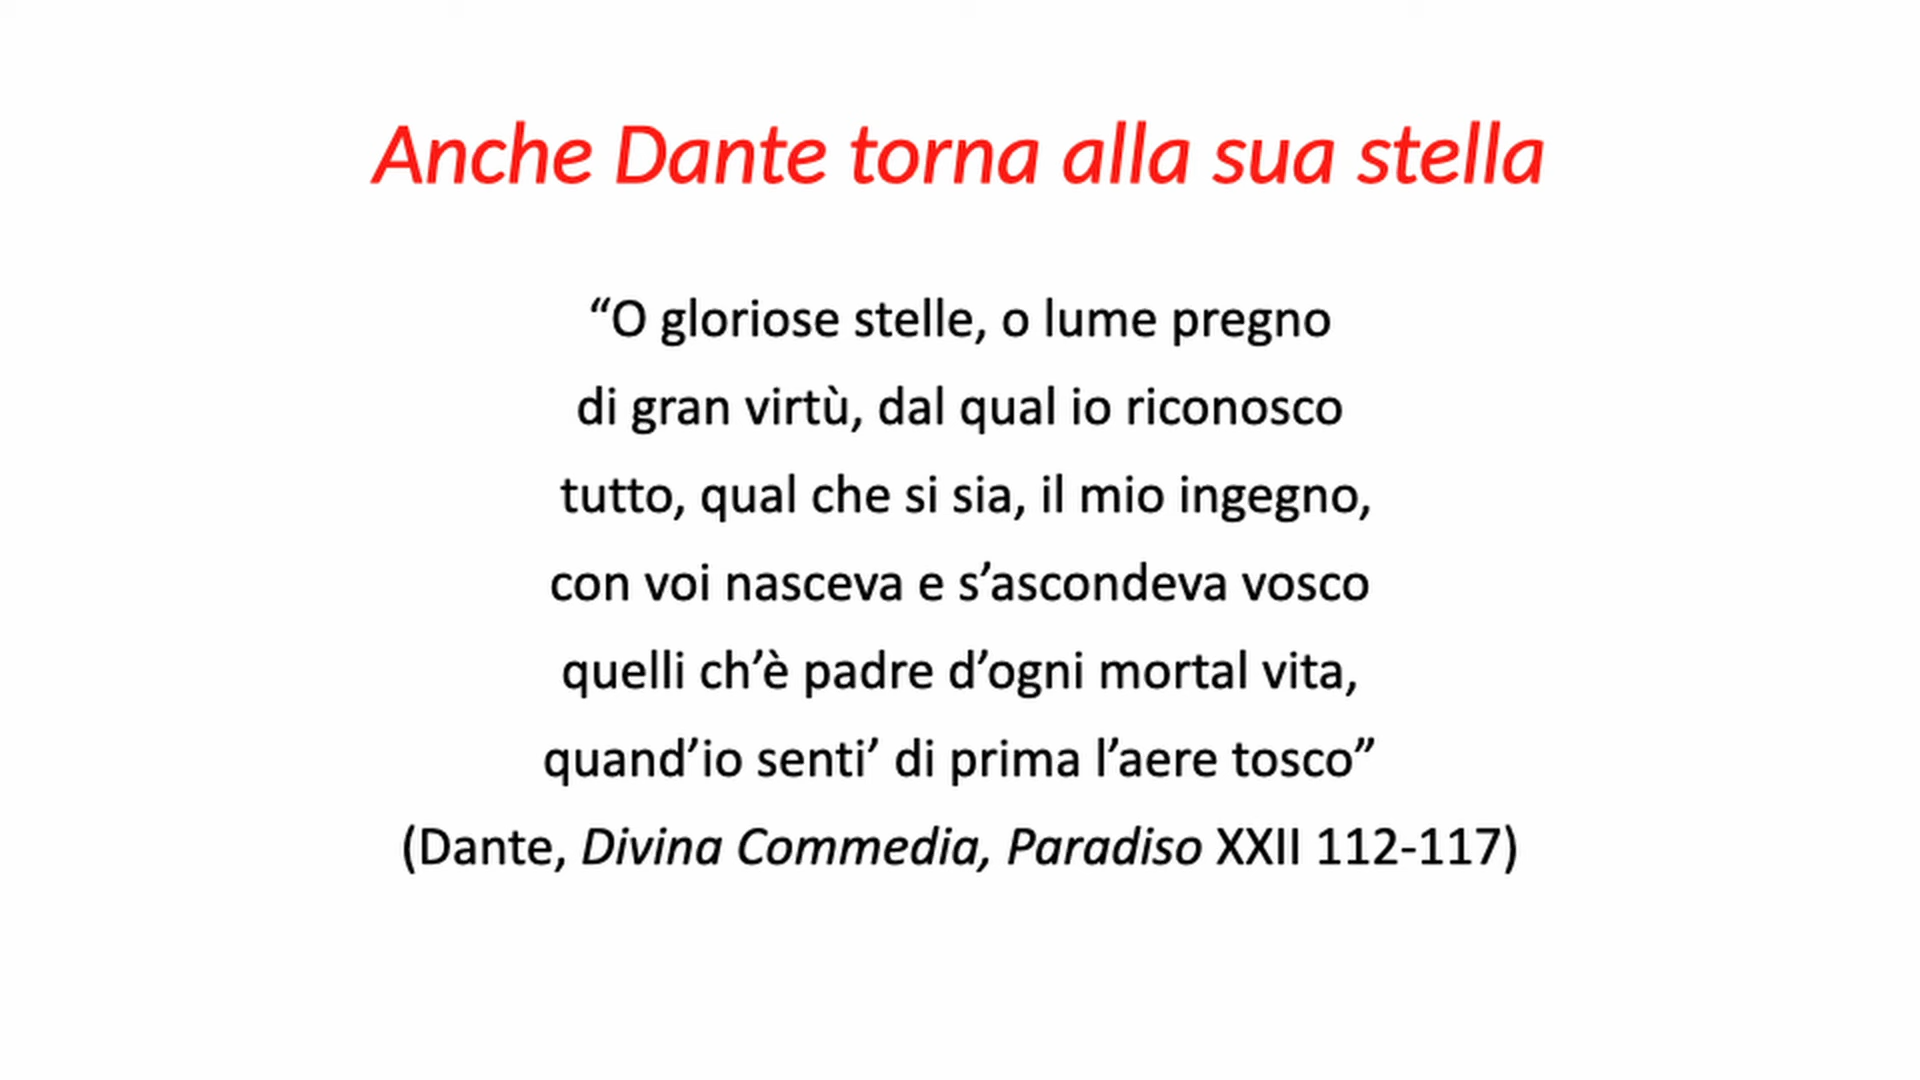 Anche Dante torna alla sua stella
“O gloriose stelle, o lume pregno
di gran virtù, dal qual io riconosco
tutto, qual che si sia, il mio ingegno,
con voi nasceva e s’ascondeva vosco
quelli ch’è padre d’ogni mortal vita,
quand’io senti’ di prima l’aere tosco”
(Dante, Divina Commedia, Paradiso XXII 112-117)